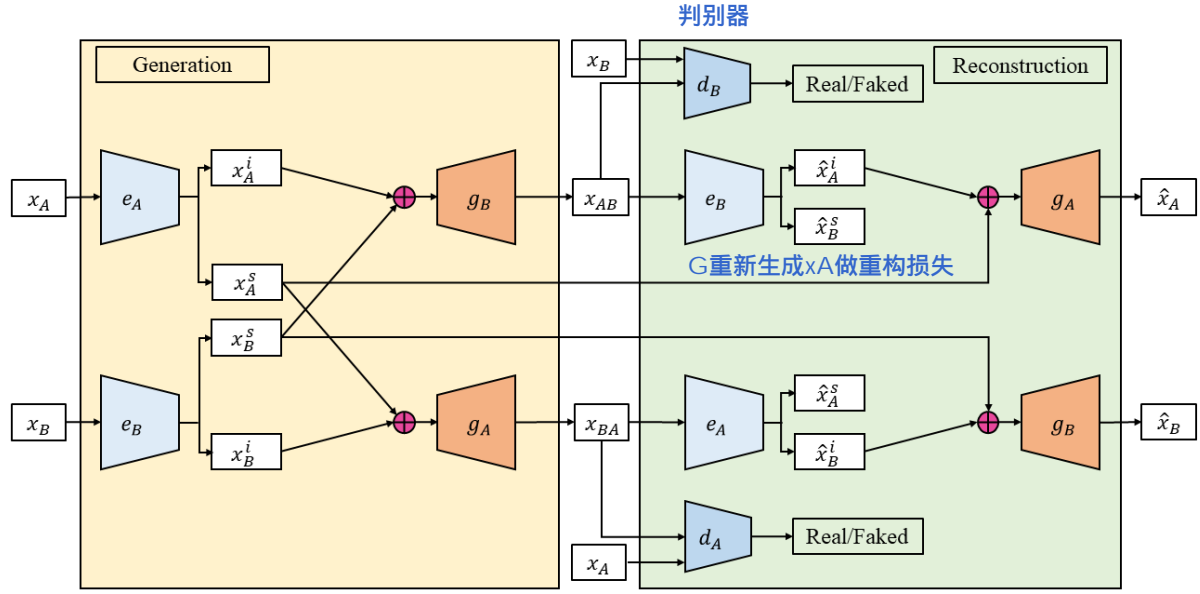 判别器
Generation
x_B
d_B
Real/Faked
Reconstruction
x_A
e_A
x_A^i
g_B
x_AB
e_B
x̂_A^i
g_A
x̂_A
x̂_B^s
G重新生成xA做重构损失
x_A^s
x_B^s
x_B
e_B
x_B^i
g_A
x_BA
e_A
x̂_A^s
x̂_B^i
g_B
x̂_B
d_A
Real/Faked
x_A